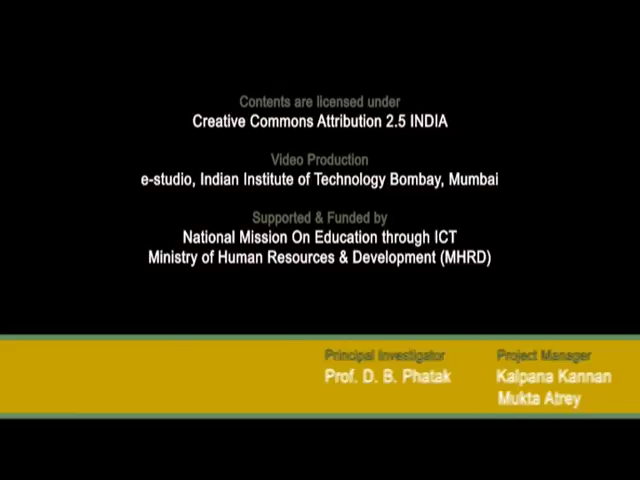 Contents are licensed under
Creative Commons Attribution 2.5 INDIA
Video Production
e-studio, Indian Institute of Technology Bombay, Mumbai
Supported & Funded by
National Mission On Education through ICT
Ministry of Human Resources & Development (MHRD)
Principal Investigator
Prof. D. B. Phatak
Project Manager
Kalpana Kannan
Mukta Atrey